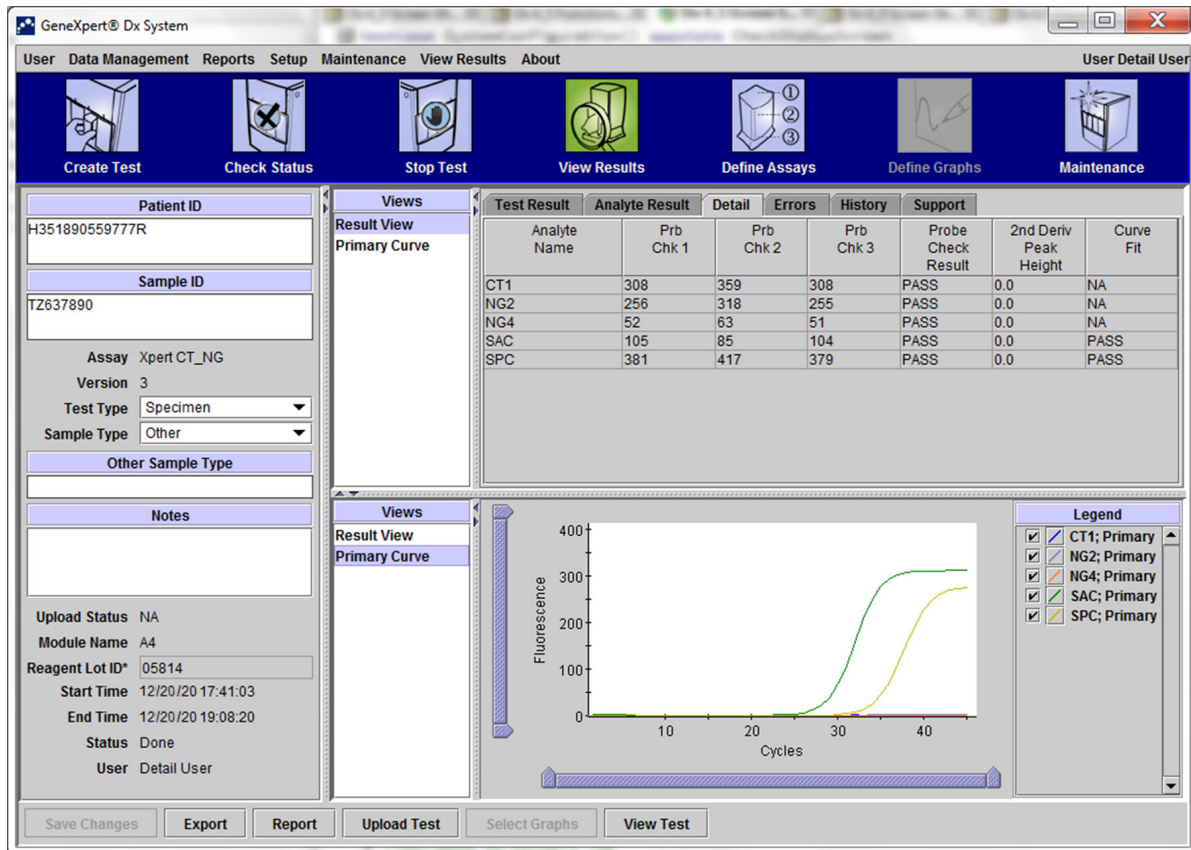 GeneXpert® Dx System
User Data Management Reports Setup Maintenance View Results About User Detail User
Create Test
Check Status
Stop Test
View Results
①
②
③
Define Assays
Define Graphs
Maintenance
Patient ID
H351890559777R
Sample ID
TZ637890
Assay Xpert CT_NG
Version 3
Test Type Specimen
Sample Type Other
Other Sample Type
Notes
Upload Status NA
Module Name A4
Reagent Lot ID* 05814
Start Time 12/20/20 17:41:03
End Time 12/20/20 19:08:20
Status Done
User Detail User
Views
Result View
Primary Curve
Test Result Analyte Result Detail Errors History Support
Analyte Name Prb Chk 1 Prb Chk 2 Prb Chk 3 Probe Check Result 2nd Deriv Peak Height Curve Fit
CT1 308 359 308 PASS 0.0 NA
NG2 256 318 255 PASS 0.0 NA
NG4 52 63 51 PASS 0.0 NA
SAC 105 85 104 PASS 0.0 PASS
SPC 381 417 379 PASS 0.0 PASS
Views
Result View
Primary Curve
400
300
200
100
0
Fluorescence
10 20 30 40
Cycles
Legend
CT1; Primary
NG2; Primary
NG4; Primary
SAC; Primary
SPC; Primary
Save Changes Export Report Upload Test Select Graphs View Test